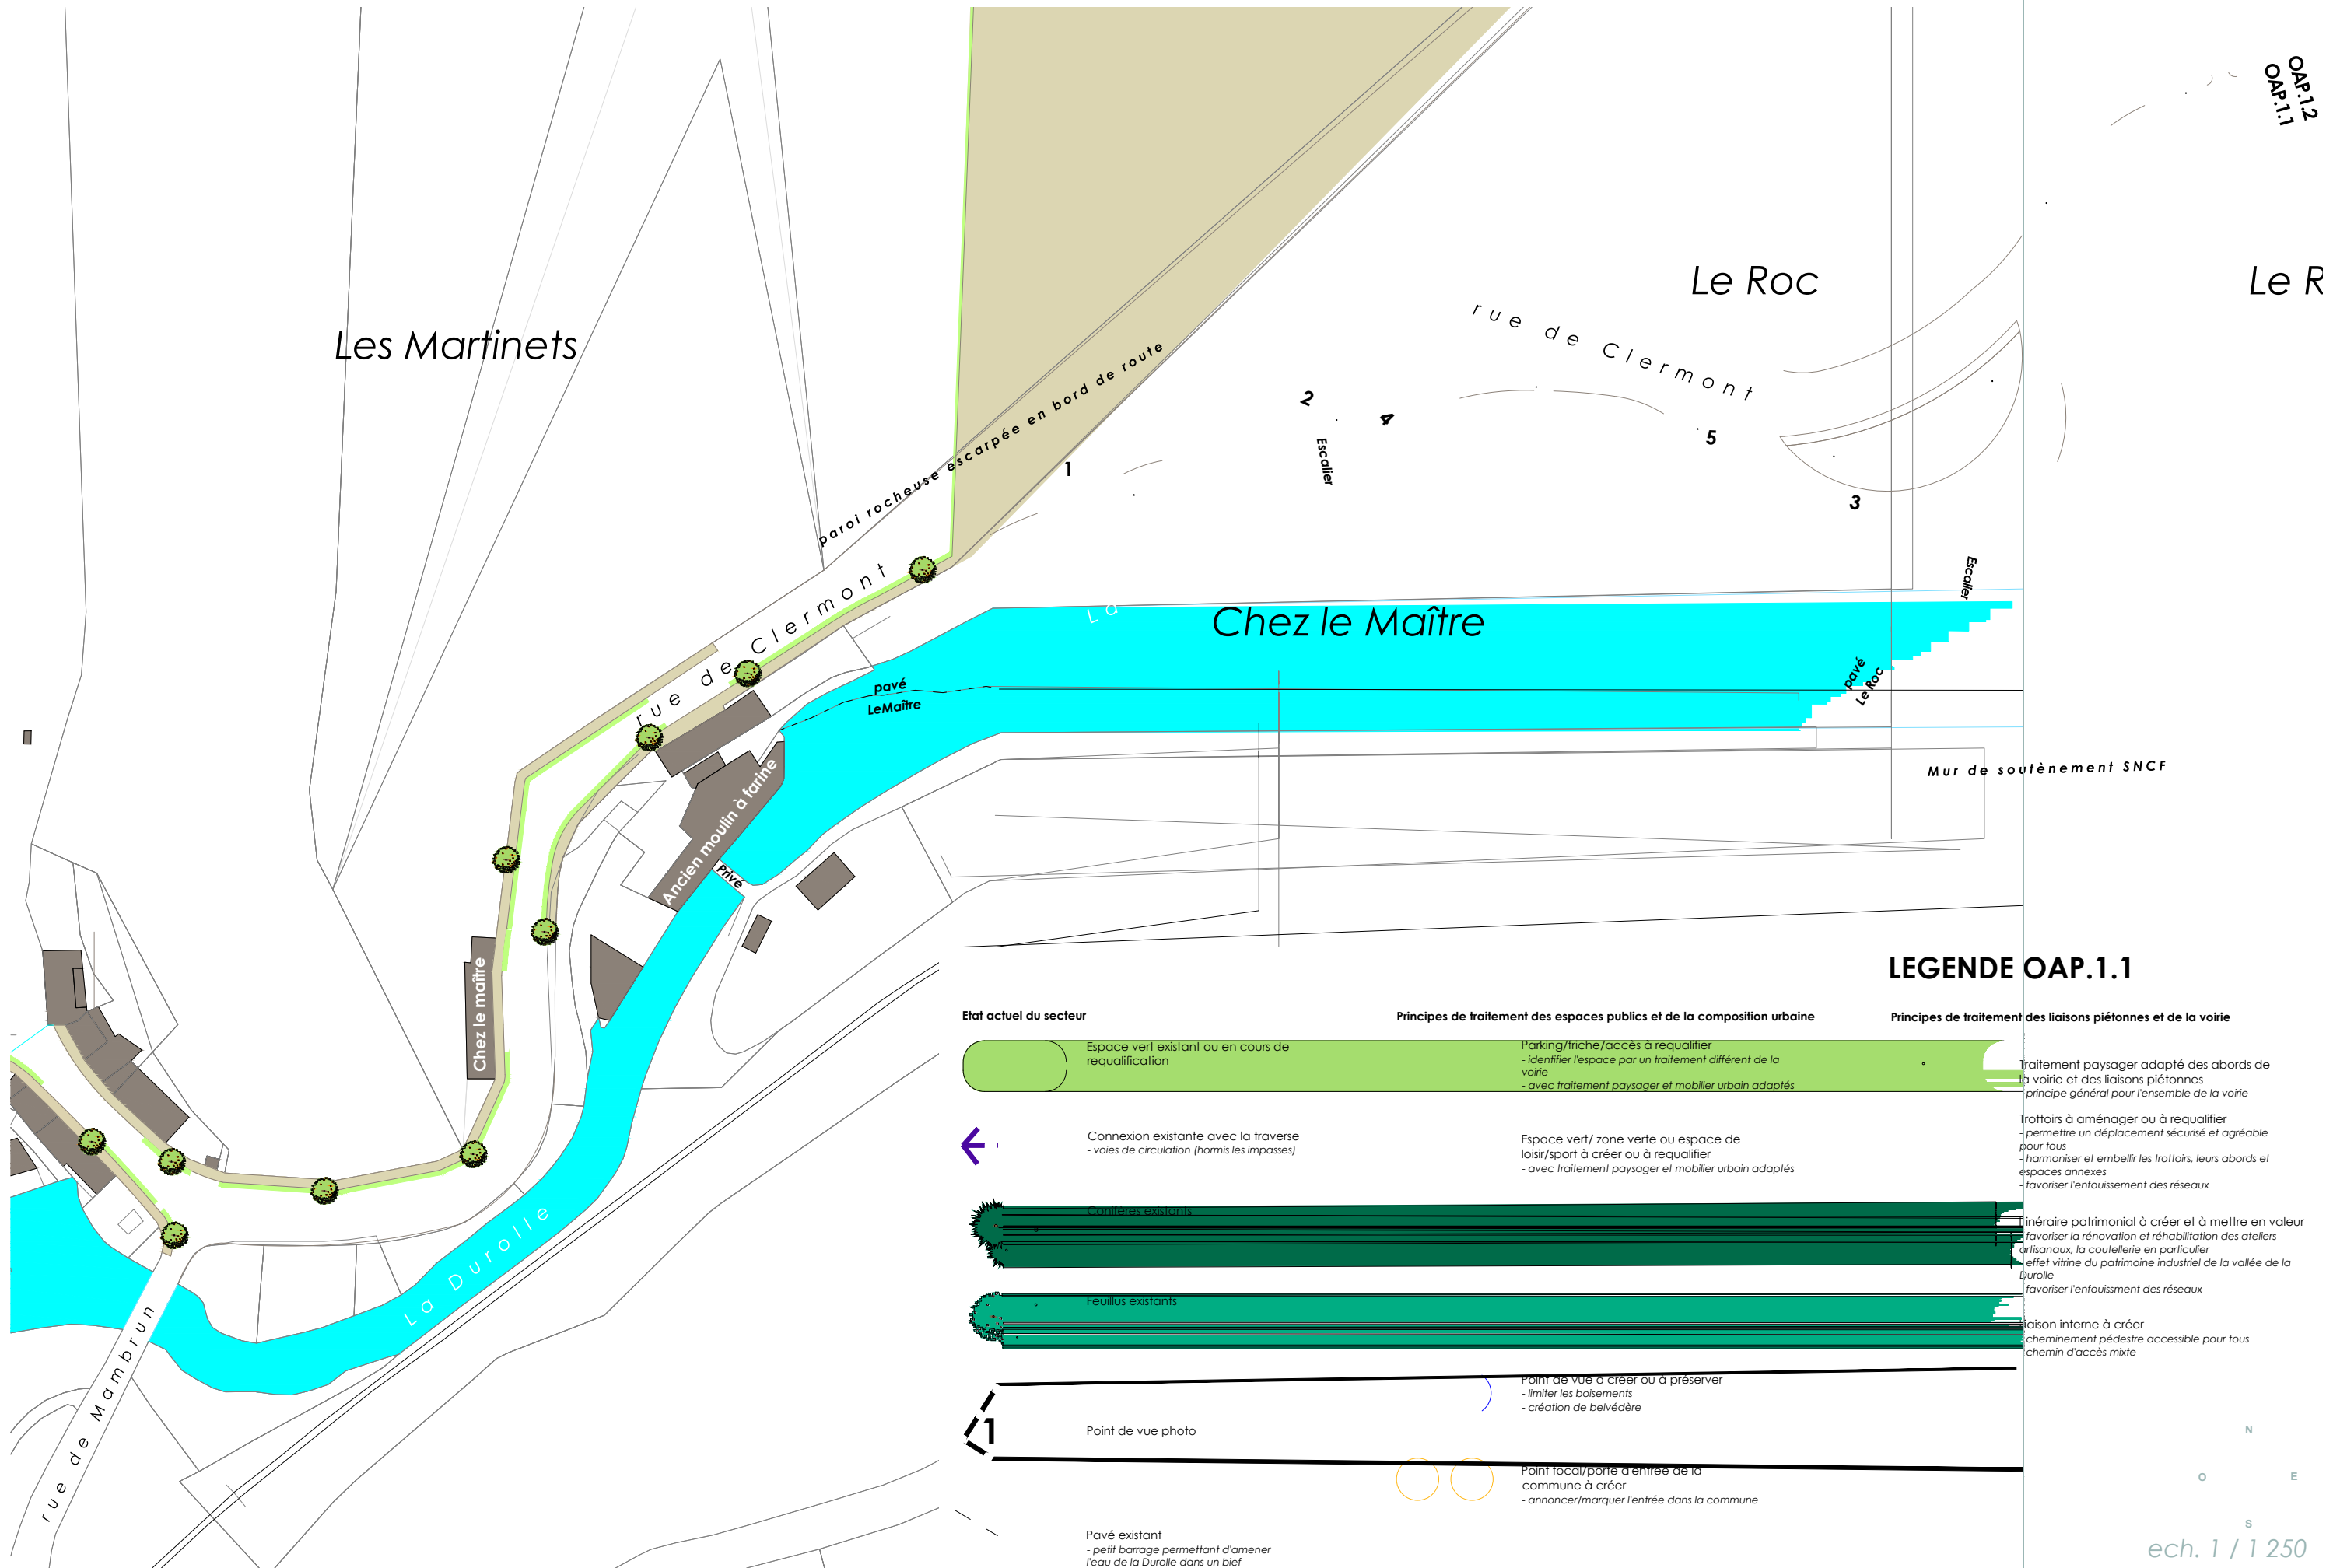 OAP.1.2
OAP.1.1
Le Roc
Le R
rue de Clermont
Les Martinets
paroi rocheuse escarpée en bord de route
2
4
5
1
3
Escalier
Escalier
rue de Clermont
La
Chez le Maître
pavé
LeMaître
pavé
Le Roc
Mur de soutènement SNCF
Ancien moulin à farine
Privé
Chez le maître
La Durolle
rue de Mambrun
LEGENDE OAP.1.1
Etat actuel du secteur
Espace vert existant ou en cours de
requalification
Connexion existante avec la traverse
- voies de circulation (hormis les impasses)
Conifères existants
Feuillus existants
1
Point de vue photo
Pavé existant
- petit barrage permettant d'amener
l'eau de la Durolle dans un bief
Principes de traitement des espaces publics et de la composition urbaine
Parking/friche/accès à requalifier
- identifier l'espace par un traitement différent de la
voirie
- avec traitement paysager et mobilier urbain adaptés
Espace vert/ zone verte ou espace de
loisir/sport à créer ou à requalifier
- avec traitement paysager et mobilier urbain adaptés
Point de vue à créer ou à préserver
- limiter les boisements
- création de belvédère
Point focal/porte d'entrée de la
commune à créer
- annoncer/marquer l'entrée dans la commune
Principes de traitement des liaisons piétonnes et de la voirie
Traitement paysager adapté des abords de
la voirie et des liaisons piétonnes
- principe général pour l'ensemble de la voirie
Trottoirs à aménager ou à requalifier
- permettre un déplacement sécurisé et agréable
pour tous
- harmoniser et embellir les trottoirs, leurs abords et
espaces annexes
- favoriser l'enfouissement des réseaux
Itinéraire patrimonial à créer et à mettre en valeur
- favoriser la rénovation et réhabilitation des ateliers
artisanaux, la coutellerie en particulier
- effet vitrine du patrimoine industriel de la vallée de la
Durolle
- favoriser l'enfouissment des réseaux
Liaison interne à créer
- cheminement pédestre accessible pour tous
- chemin d'accès mixte
N
O
E
S
ech. 1 / 1 250